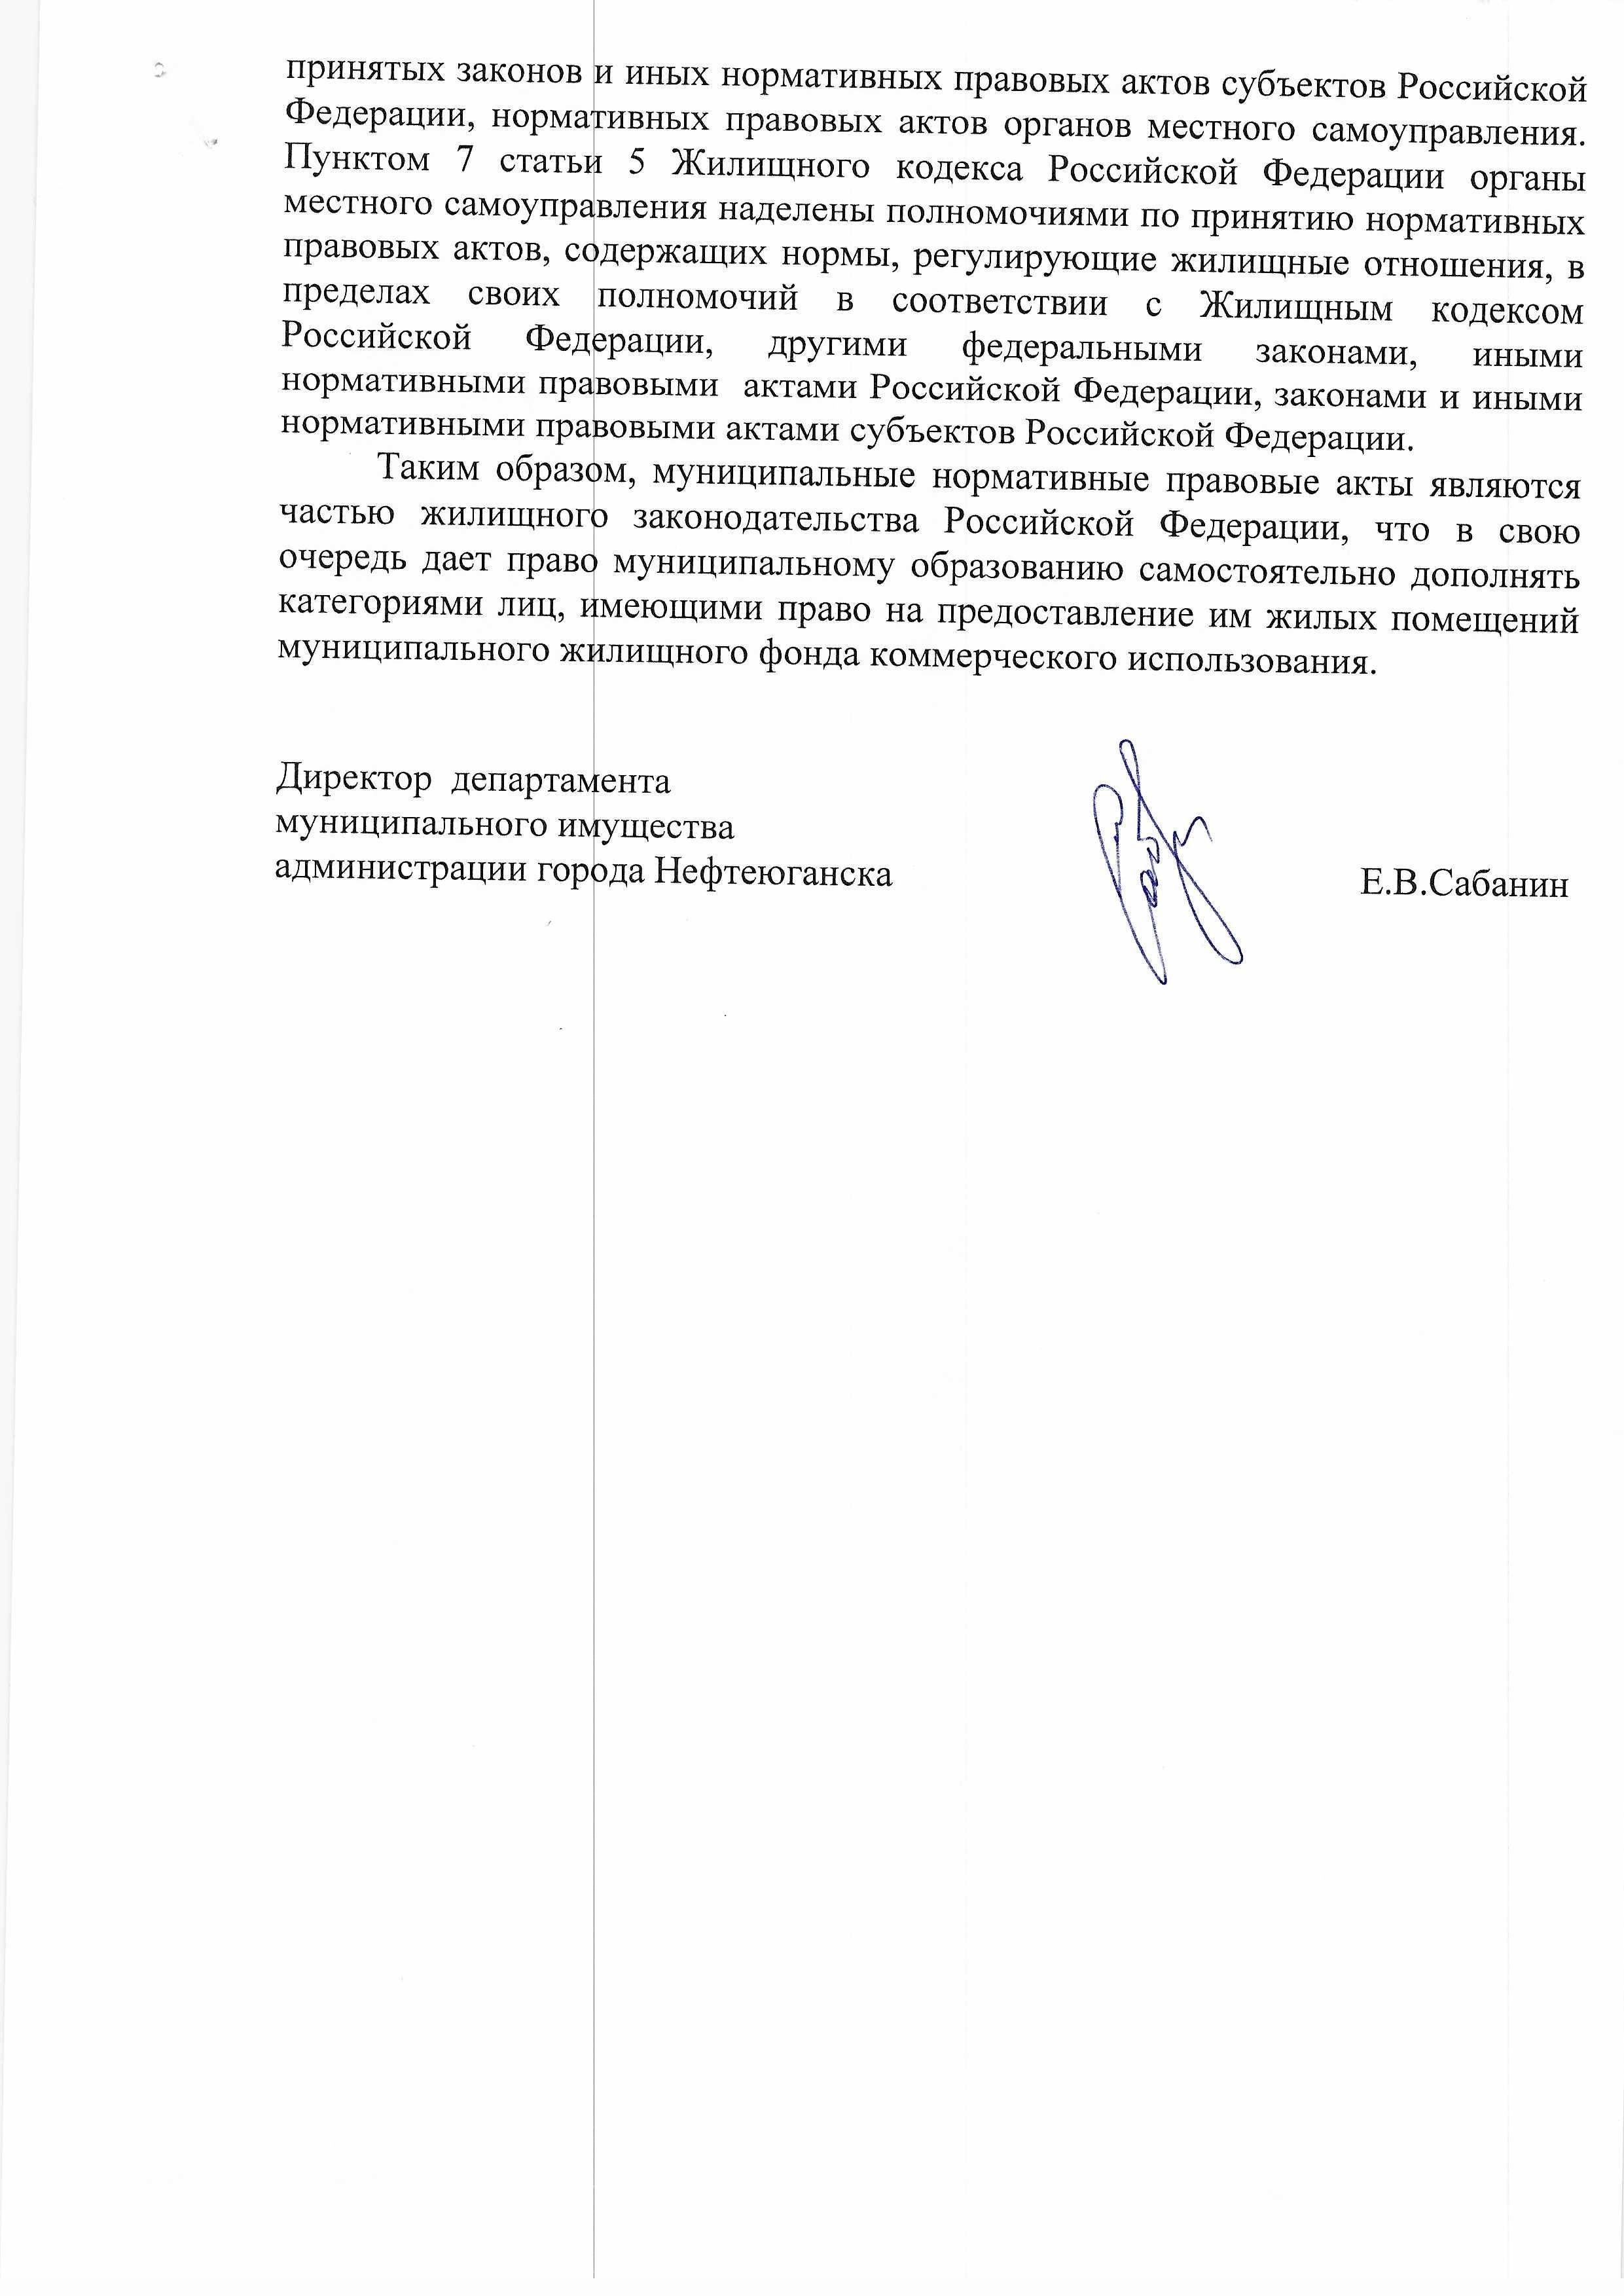 принятых законов и иных нормативных правовых актов субъектов Российской
Федерации, нормативных правовых актов органов местного самоуправления.
Пунктом 7 статьи 5 Жилищного кодекса Российской Федерации органы
местного самоуправления наделены полномочиями по принятию нормативных
правовых актов, содержащих нормы, регулирующие жилищные отношения, в
пределах своих полномочий в соответствии с Жилищным кодексом
Российской Федерации, другими федеральными законами, иными
нормативными правовыми актами Российской Федерации, законами и иными
нормативными правовыми актами субъектов Российской Федерации.
Таким образом, муниципальные нормативные правовые акты являются
частью жилищного законодательства Российской Федерации, что в свою
очередь дает право муниципальному образованию самостоятельно дополнять
категориями лиц, имеющими право на предоставление им жилых помещений
муниципального жилищного фонда коммерческого использования.
Директор департамента
муниципального имущества
администрации города Нефтеюганска
Е.В.Сабанин